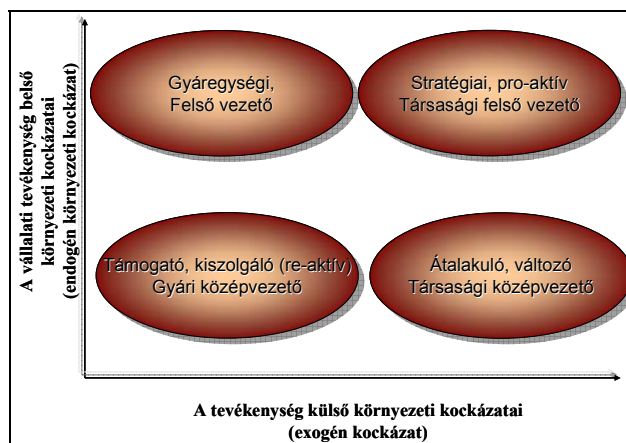 A vállalati tevékenység belső
környezeti kockázatai
(endogén környezeti kockázat)
Gyáregységi,
Felső vezető
Stratégiai, pro-aktív
Társasági felső vezető
Támogató, kiszolgáló (re-aktív)
Gyári középvezető
Átalakuló, változó
Társasági középvezető
A tevékenység külső környezeti kockázatai
(exogén kockázat)